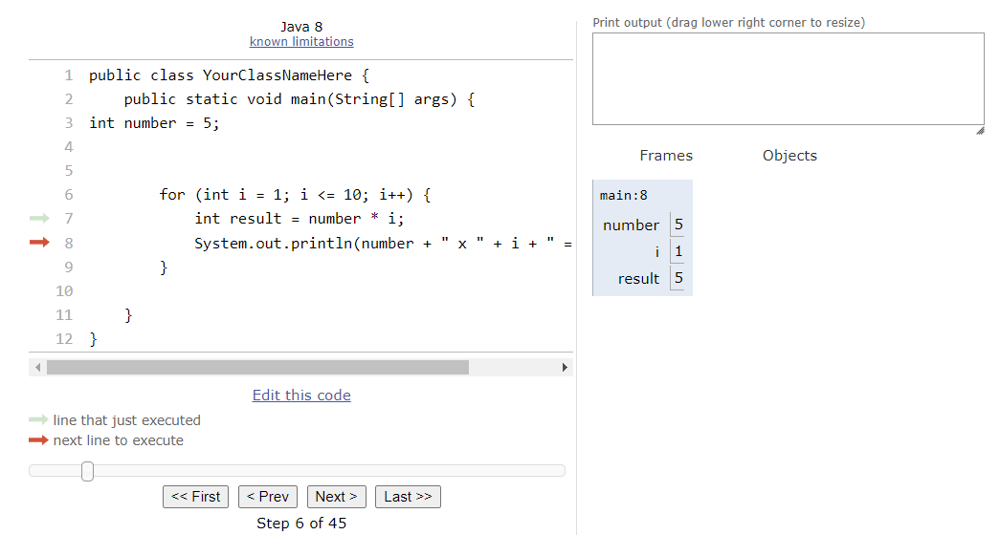 Java 8
known limitations
1 public class YourClassNameHere {
2     public static void main(String[] args) {
3 int number = 5;
4
5
6         for (int i = 1; i <= 10; i++) {
7             int result = number * i;
8             System.out.println(number + " x " + i + " =
9         }
10
11     }
12 }
Edit this code
line that just executed
next line to execute
<< First < Prev Next > Last >>
Step 6 of 45
Print output (drag lower right corner to resize)
Frames Objects
main:8
number 5
i 1
result 5